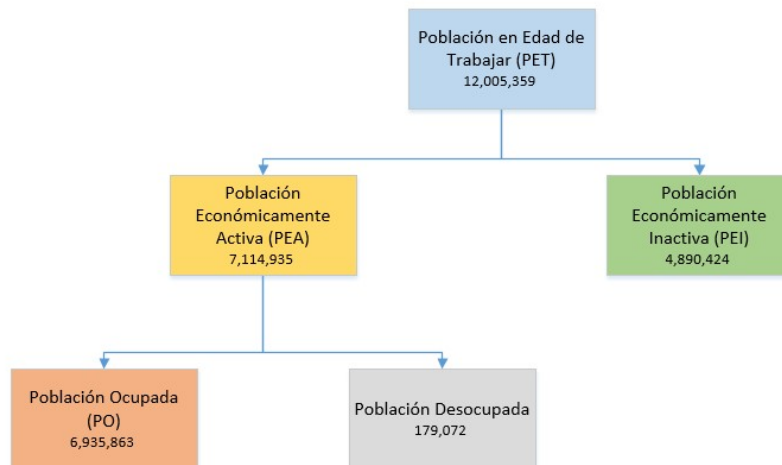 Población en Edad de
Trabajar (PET)
12,005,359
Población
Económicamente
Activa (PEA)
7,114,935
Población
Económicamente
Inactiva (PEI)
4,890,424
Población Ocupada
(PO)
6,935,863
Población Desocupada
179,072